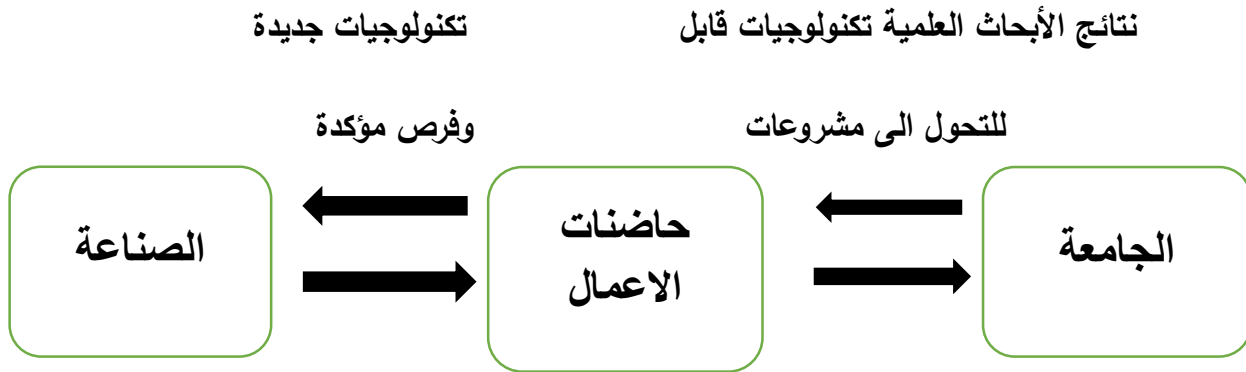 نتائج الأبحاث العلمية تكنولوجيات قابل
تكنولوجيات جديدة
للتحول الى مشروعات
وفرص مؤكدة
الجامعة
حاضنات
الاعمال
الصناعة